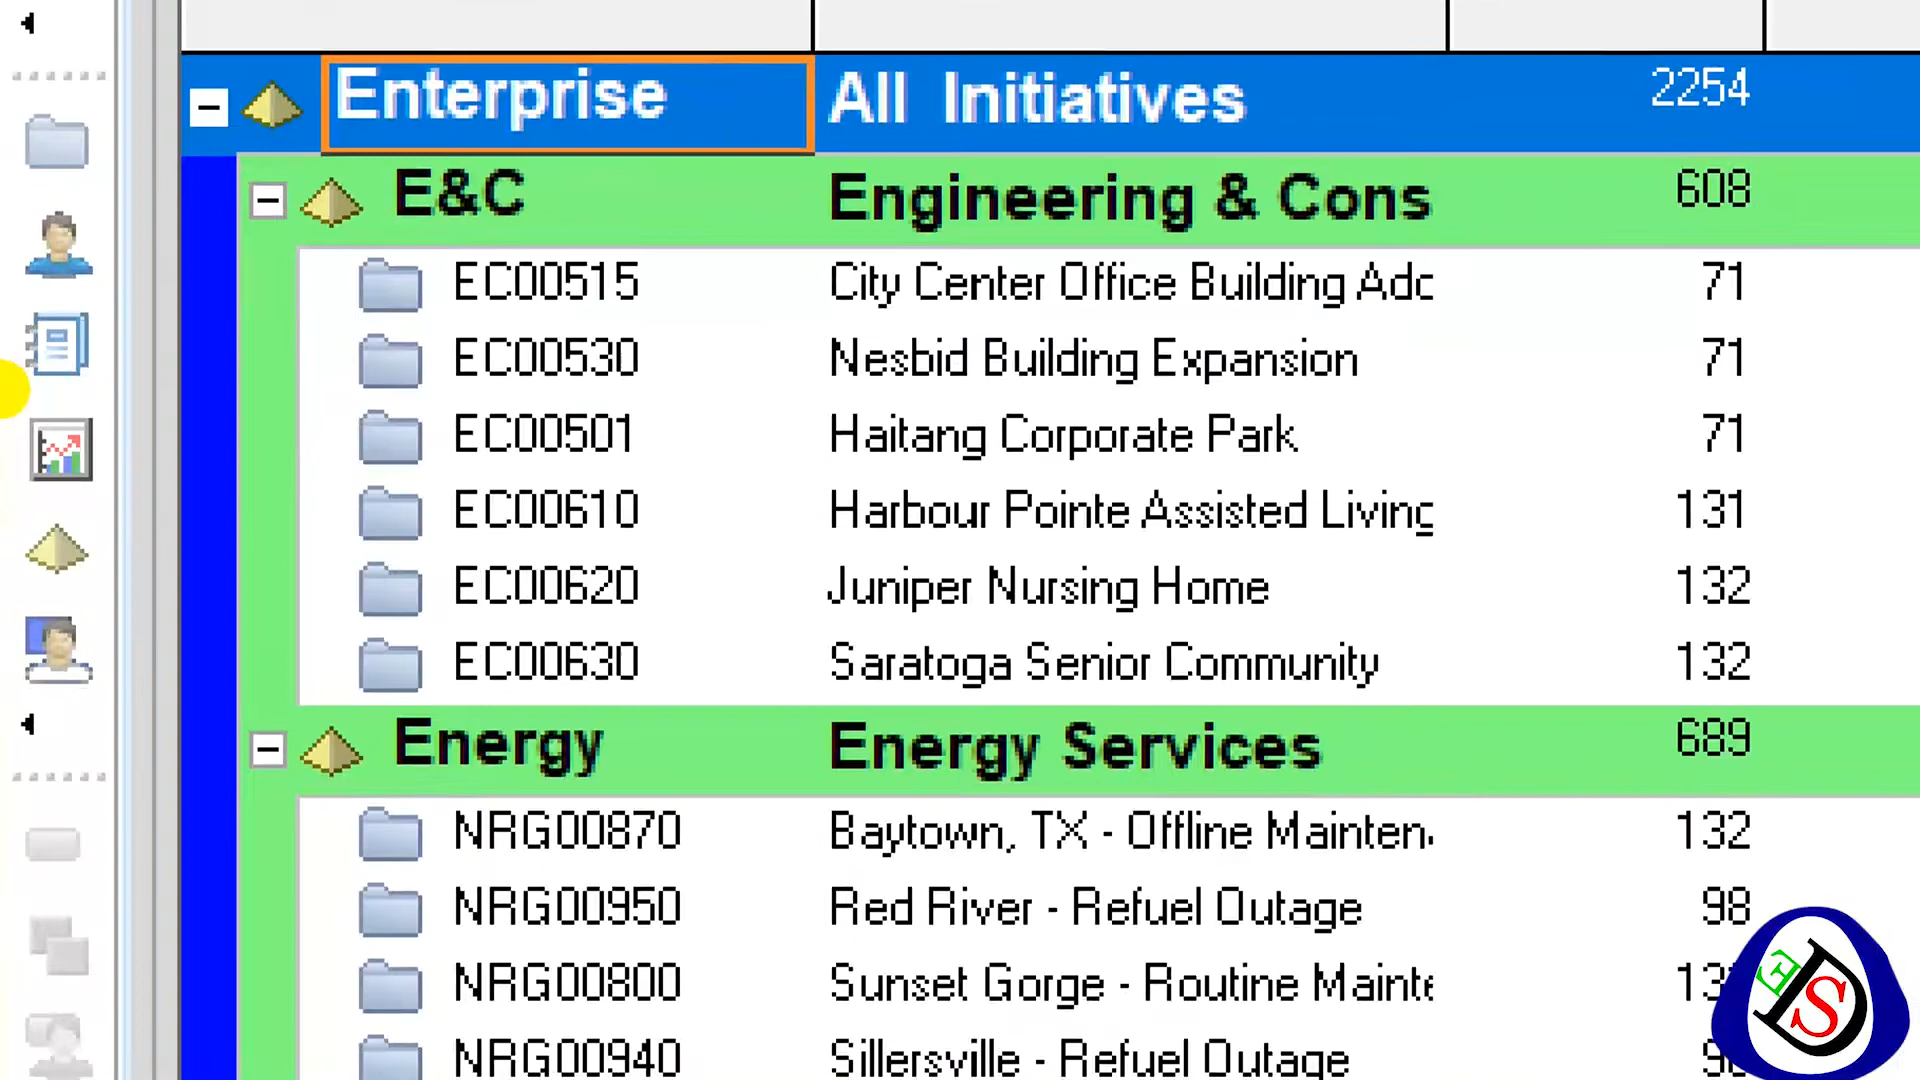 Enterprise All Initiatives 2254
E&C Engineering & Cons 608
EC00515 City Center Office Building Adc 71
EC00530 Nesbid Building Expansion 71
EC00501 Haitang Corporate Park 71
EC00610 Harbour Pointe Assisted Living 131
EC00620 Juniper Nursing Home 132
EC00630 Saratoga Senior Community 132
Energy Energy Services 689
NRG00870 Baytown, TX - Offline Mainten 132
NRG00950 Red River - Refuel Outage 98
NRG00800 Sunset Gorge - Routine Mainte
NRG00940 Sillersville - Refuel Outage